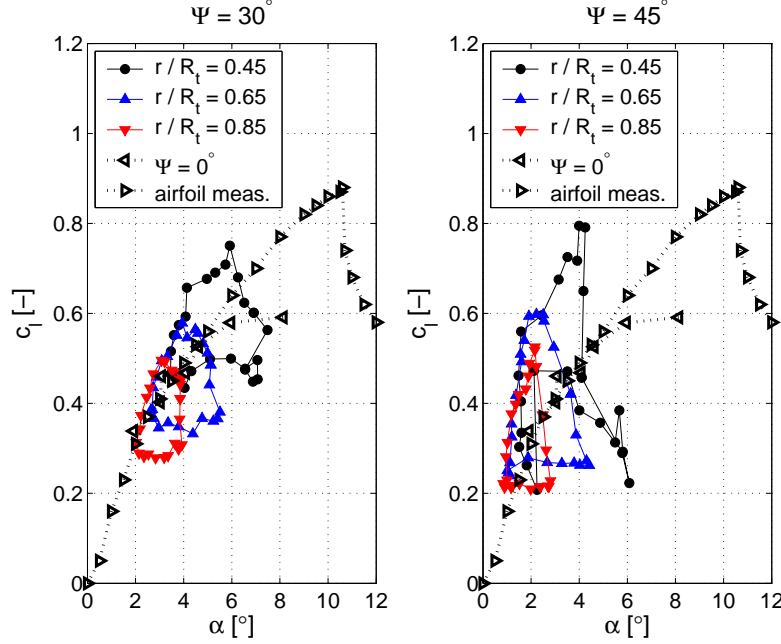 Ψ = 30°
1.2
1
0.8
0.6
0.4
0.2
0
c_l [−]
r / R_t = 0.45
r / R_t = 0.65
r / R_t = 0.85
Ψ = 0°
airfoil meas.
0 2 4 6 8 10 12
α [°]
Ψ = 45°
1.2
1
0.8
0.6
0.4
0.2
0
c_l [−]
r / R_t = 0.45
r / R_t = 0.65
r / R_t = 0.85
Ψ = 0°
airfoil meas.
0 2 4 6 8 10 12
α [°]